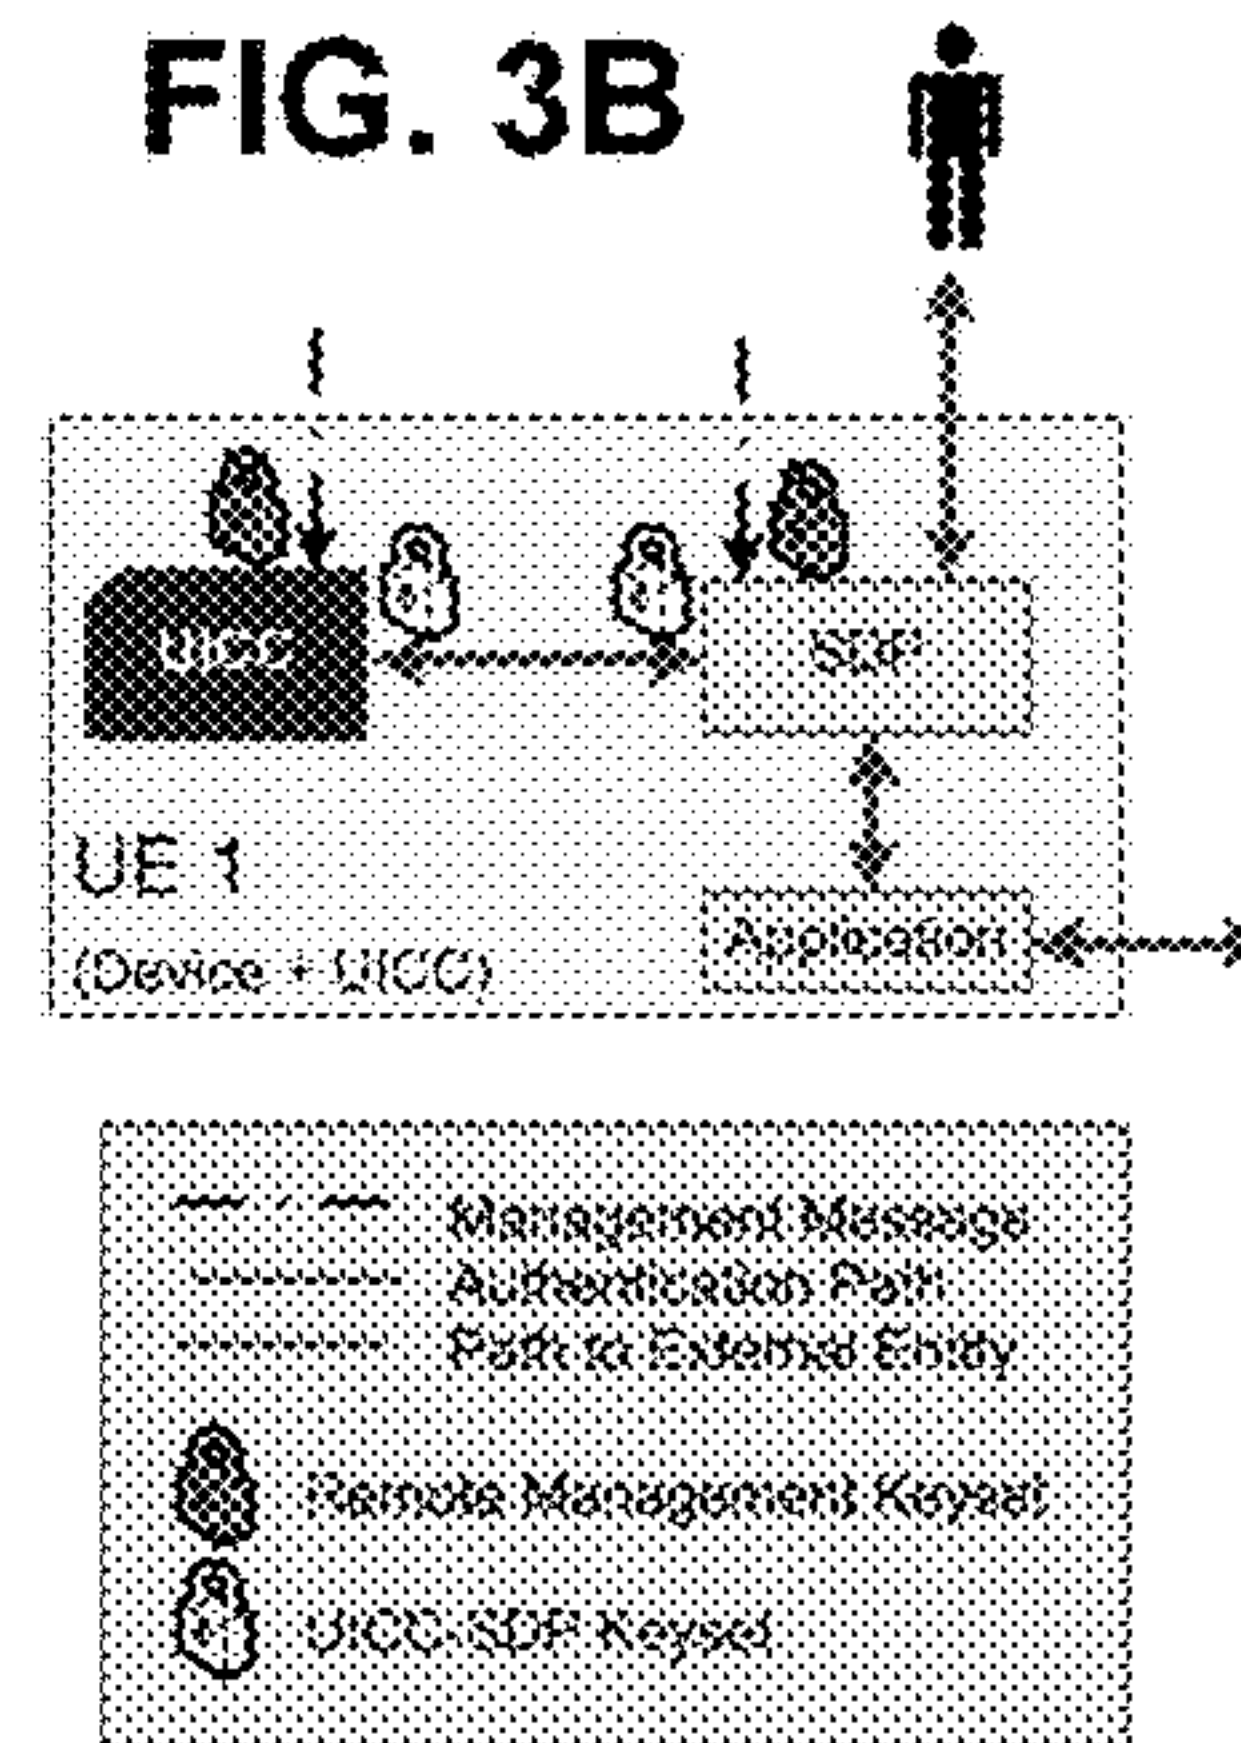 FIG. 3B
UICC
SDP
UE 1
(Device + UICC)
Application
Management Message
Authentication Path
Path to External Entity
Remote Management Keyset
UICC-SDP Keyset